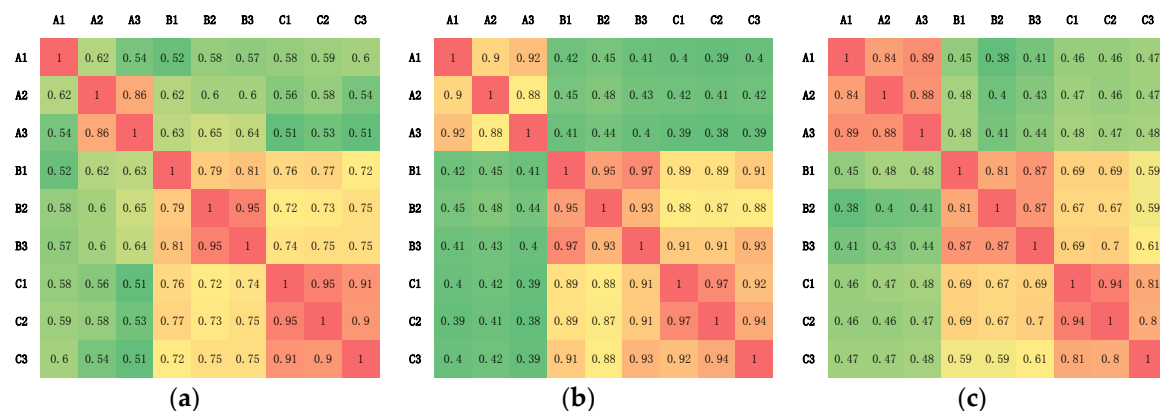 A1 A2 A3 B1 B2 B3 C1 C2 C3
A1 1 0.62 0.54 0.52 0.58 0.57 0.58 0.59 0.6
A2 0.62 1 0.86 0.62 0.6 0.6 0.56 0.58 0.54
A3 0.54 0.86 1 0.63 0.65 0.64 0.51 0.53 0.51
B1 0.52 0.62 0.63 1 0.79 0.81 0.76 0.77 0.72
B2 0.58 0.6 0.65 0.79 1 0.95 0.72 0.73 0.75
B3 0.57 0.6 0.64 0.81 0.95 1 0.74 0.75 0.75
C1 0.58 0.56 0.51 0.76 0.72 0.74 1 0.95 0.91
C2 0.59 0.58 0.53 0.77 0.73 0.75 0.95 1 0.9
C3 0.6 0.54 0.51 0.72 0.75 0.75 0.91 0.9 1
(a)
A1 A2 A3 B1 B2 B3 C1 C2 C3
A1 1 0.9 0.92 0.42 0.45 0.41 0.4 0.39 0.4
A2 0.9 1 0.88 0.45 0.48 0.43 0.42 0.41 0.42
A3 0.92 0.88 1 0.41 0.44 0.4 0.39 0.38 0.39
B1 0.42 0.45 0.41 1 0.95 0.97 0.89 0.89 0.91
B2 0.45 0.48 0.44 0.95 1 0.93 0.88 0.87 0.88
B3 0.41 0.43 0.4 0.97 0.93 1 0.91 0.91 0.93
C1 0.4 0.42 0.39 0.89 0.88 0.91 1 0.97 0.92
C2 0.39 0.41 0.38 0.89 0.87 0.91 0.97 1 0.94
C3 0.4 0.42 0.39 0.91 0.88 0.93 0.92 0.94 1
(b)
A1 A2 A3 B1 B2 B3 C1 C2 C3
A1 1 0.84 0.89 0.45 0.38 0.41 0.46 0.46 0.47
A2 0.84 1 0.88 0.48 0.4 0.43 0.47 0.46 0.47
A3 0.89 0.88 1 0.48 0.41 0.44 0.48 0.47 0.48
B1 0.45 0.48 0.48 1 0.81 0.87 0.69 0.69 0.59
B2 0.38 0.4 0.41 0.81 1 0.87 0.67 0.67 0.59
B3 0.41 0.43 0.44 0.87 0.87 1 0.69 0.7 0.61
C1 0.46 0.47 0.48 0.69 0.67 0.69 1 0.94 0.81
C2 0.46 0.46 0.47 0.69 0.67 0.7 0.94 1 0.8
C3 0.47 0.47 0.48 0.59 0.59 0.61 0.81 0.8 1
(c)